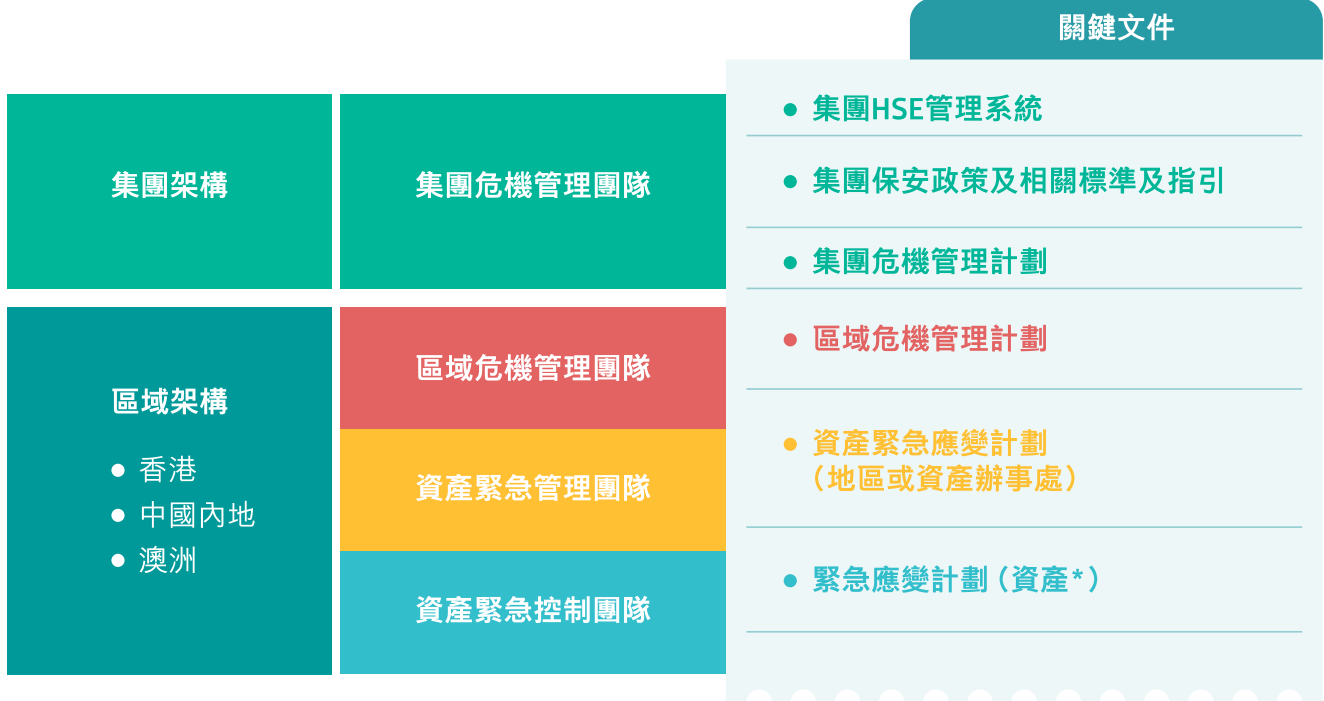 關鍵文件
集團架構
集團危機管理團隊
● 集團HSE管理系統
● 集團保安政策及相關標準及指引
● 集團危機管理計劃
區域架構
● 香港
● 中國內地
● 澳洲
區域危機管理團隊
● 區域危機管理計劃
資產緊急管理團隊
● 資產緊急應變計劃
（地區或資產辦事處）
資產緊急控制團隊
● 緊急應變計劃（資產*）